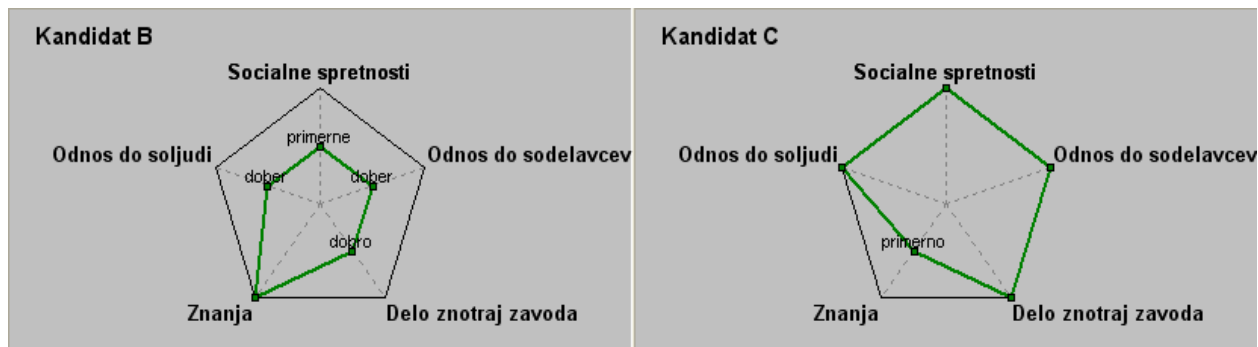 Kandidat B
Socialne spretnosti
primerne
Odnos do soljudi
Odnos do sodelavcev
dober
dober
dobro
Znanja
Delo znotraj zavoda
Kandidat C
Socialne spretnosti
Odnos do soljudi
Odnos do sodelavcev
primerno
Znanja
Delo znotraj zavoda